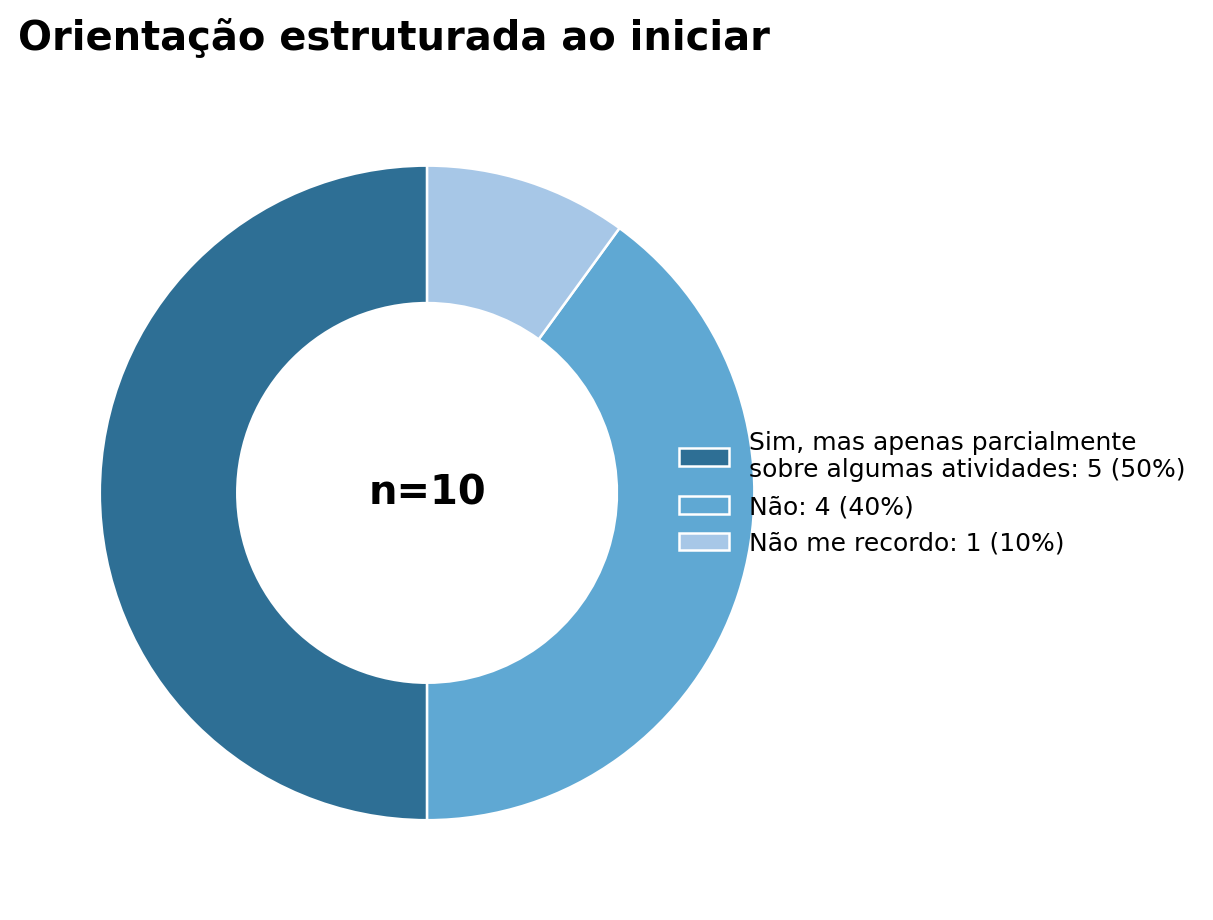 Orientação estruturada ao iniciar
n=10
Sim, mas apenas parcialmente
sobre algumas atividades: 5 (50%)
Não: 4 (40%)
Não me recordo: 1 (10%)